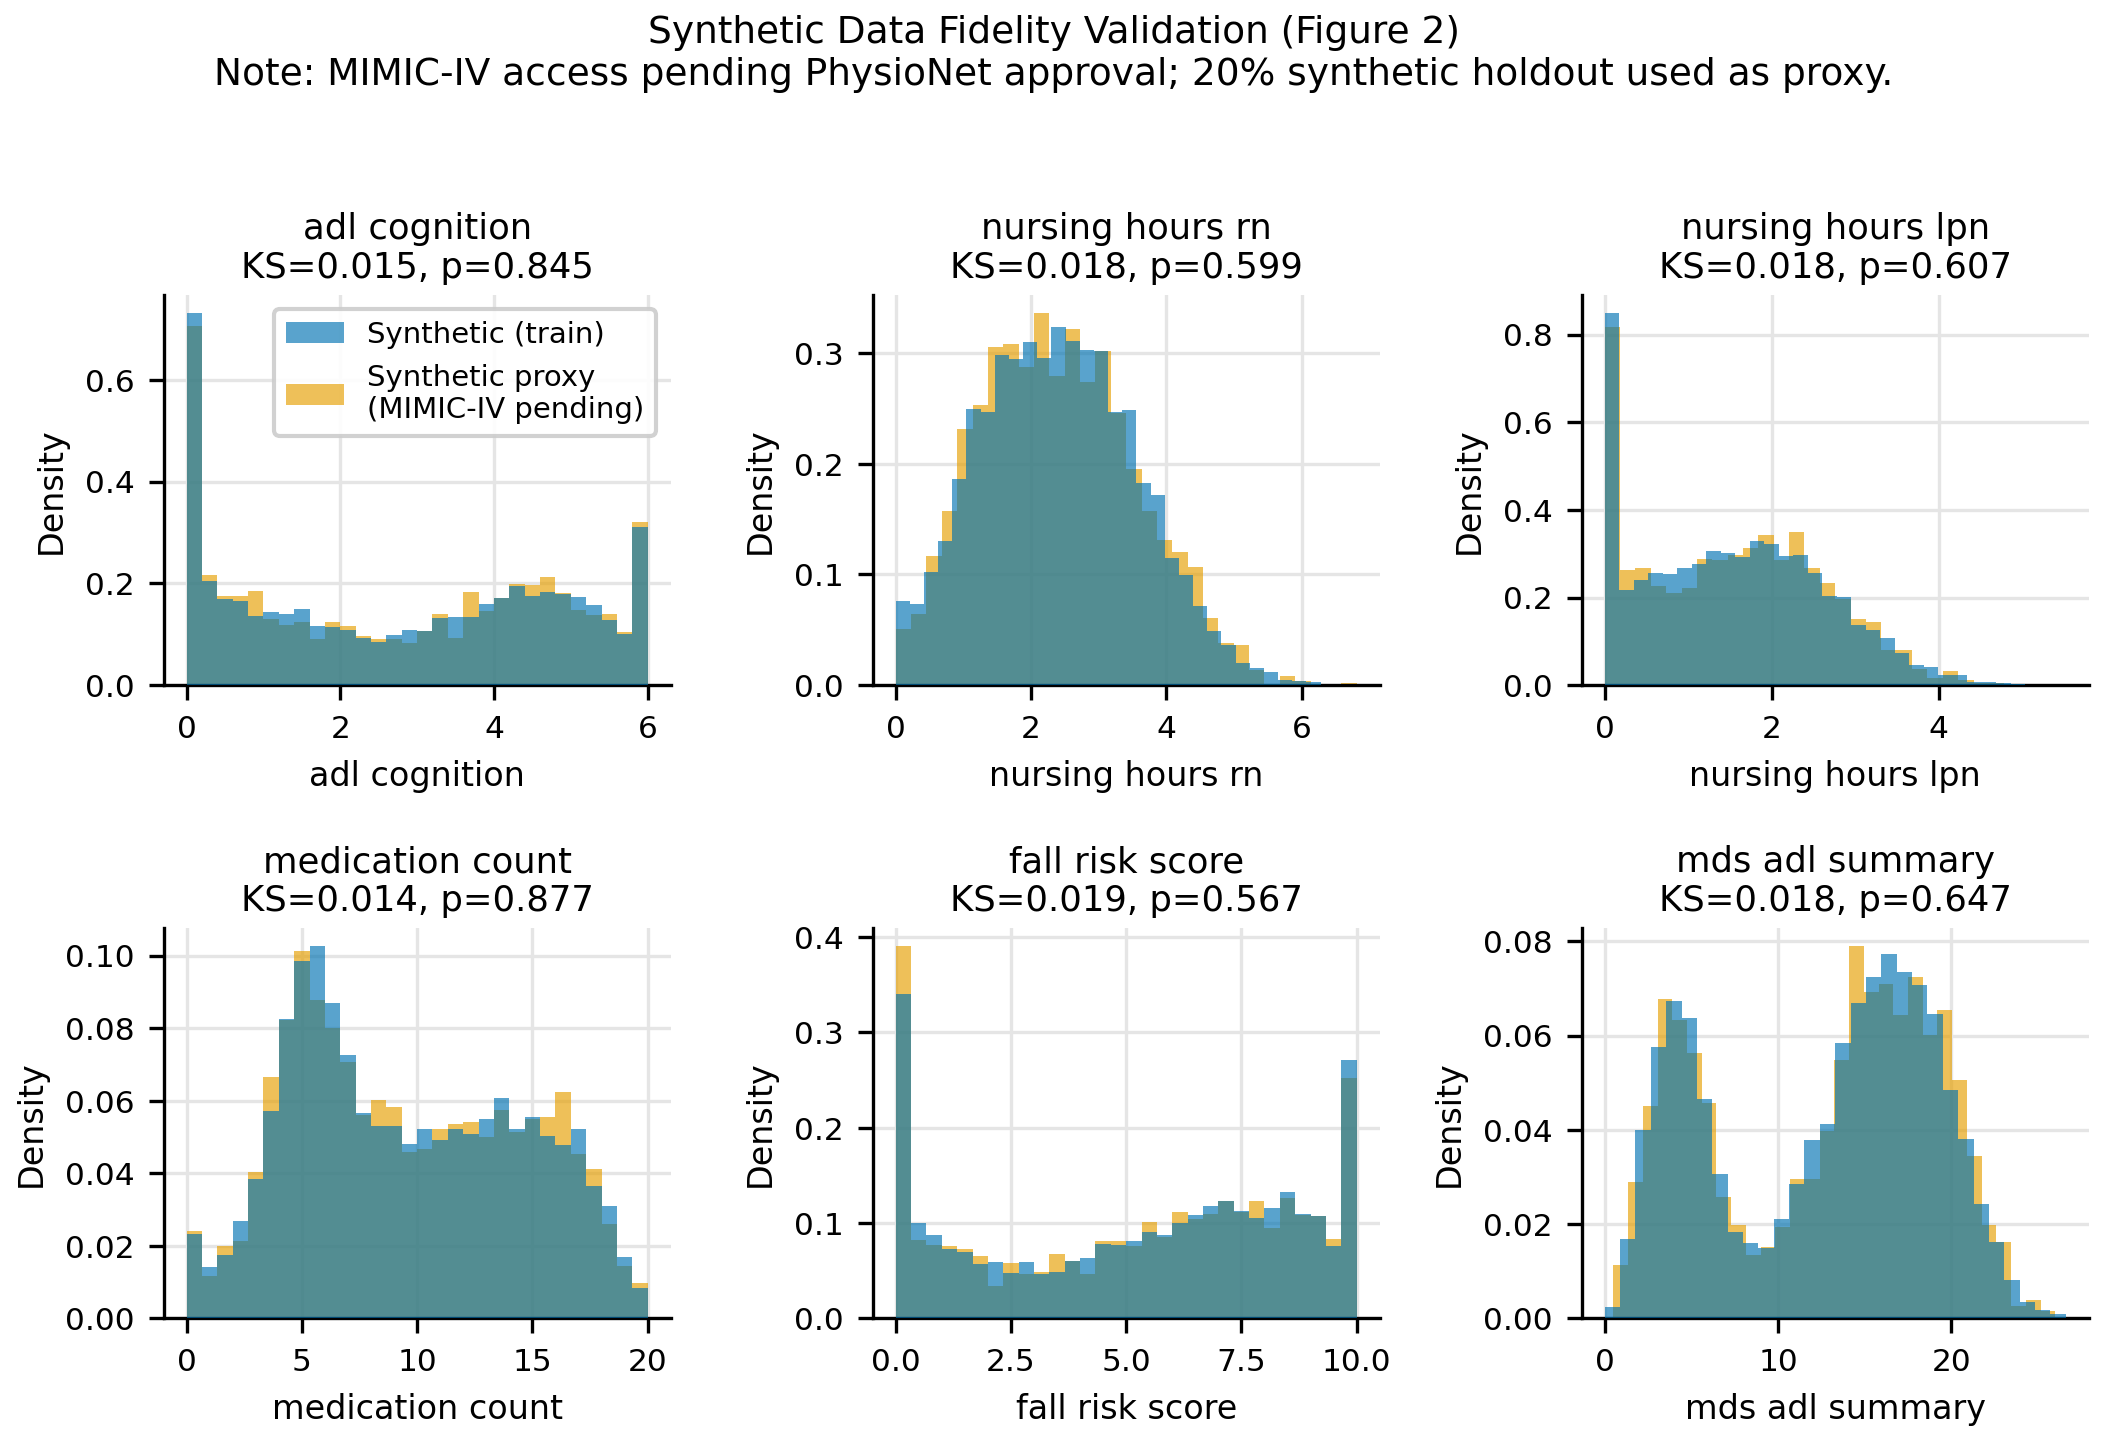 Synthetic Data Fidelity Validation (Figure 2)
Note: MIMIC-IV access pending PhysioNet approval; 20% synthetic holdout used as proxy.
adl cognition
KS=0.015, p=0.845
Synthetic (train)
Synthetic proxy
(MIMIC-IV pending)
Density
0.6
0.4
0.2
0.0
0 2 4 6
adl cognition
nursing hours rn
KS=0.018, p=0.599
Density
0.3
0.2
0.1
0.0
0 2 4 6
nursing hours rn
nursing hours lpn
KS=0.018, p=0.607
Density
0.8
0.6
0.4
0.2
0.0
0 2 4
nursing hours lpn
medication count
KS=0.014, p=0.877
Density
0.10
0.08
0.06
0.04
0.02
0.00
0 5 10 15 20
medication count
fall risk score
KS=0.019, p=0.567
Density
0.4
0.3
0.2
0.1
0.0
0.0 2.5 5.0 7.5 10.0
fall risk score
mds adl summary
KS=0.018, p=0.647
Density
0.08
0.06
0.04
0.02
0.00
0 10 20
mds adl summary